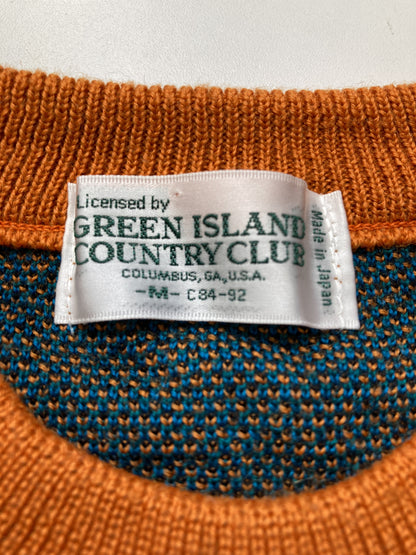 Licensed by
GREEN ISLAND
COUNTRY CLUB
COLUMBUS, GA, U.S.A.
-M- C84-92
Made in Japan